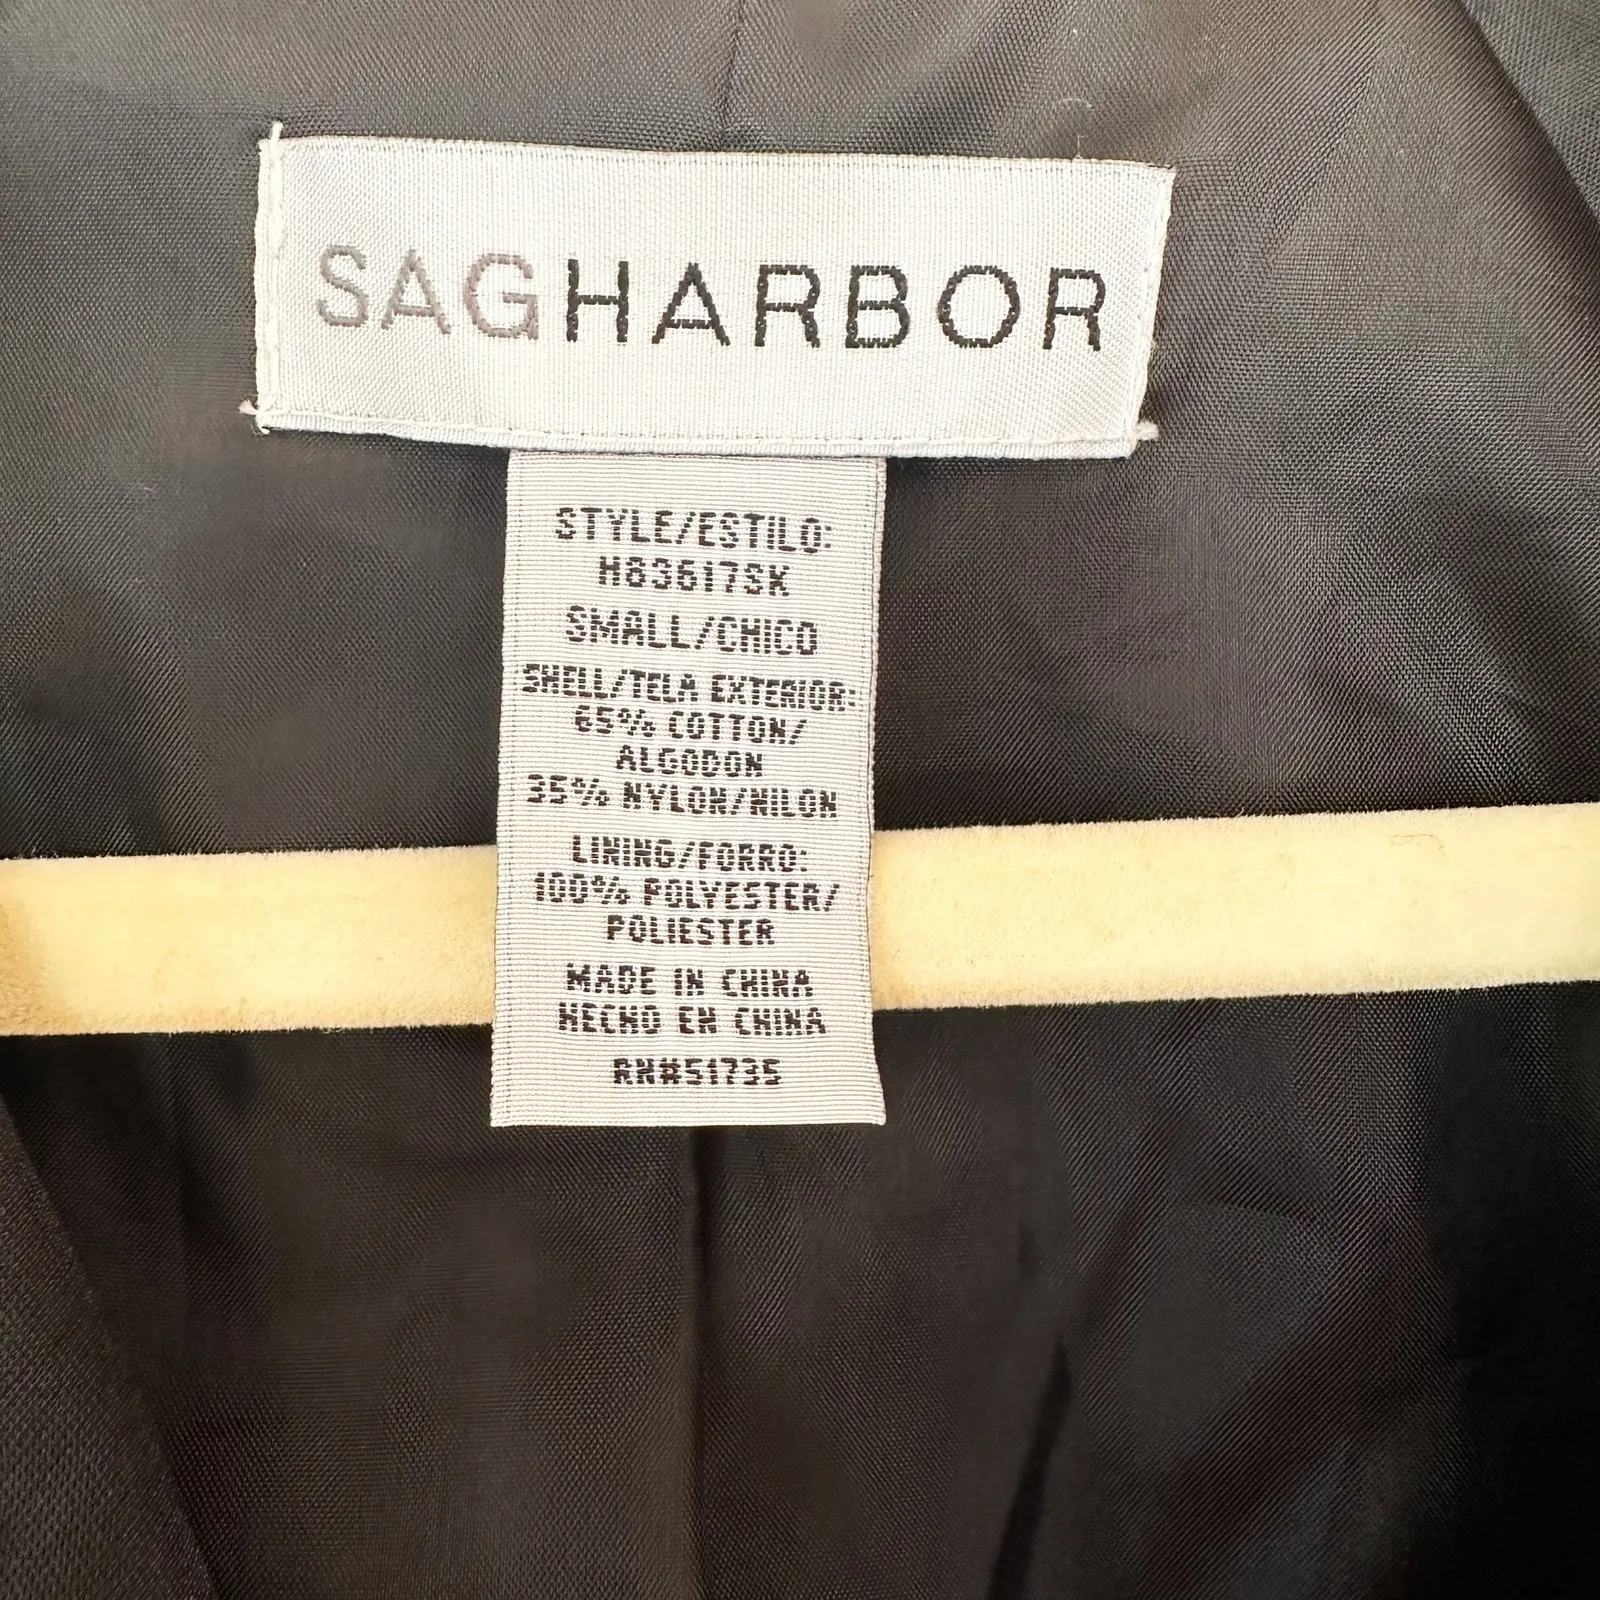 SAGHARBOR
STYLE/ESTILO:
H83617SK
SMALL/CHICO
SHELL/TELA EXTERIOR:
65% COTTON/
ALGODON
35% NYLON/NILON
LINING/FORRO:
100% POLYESTER/
POLIESTER
MADE IN CHINA
HECHO EN CHINA
RN#51735